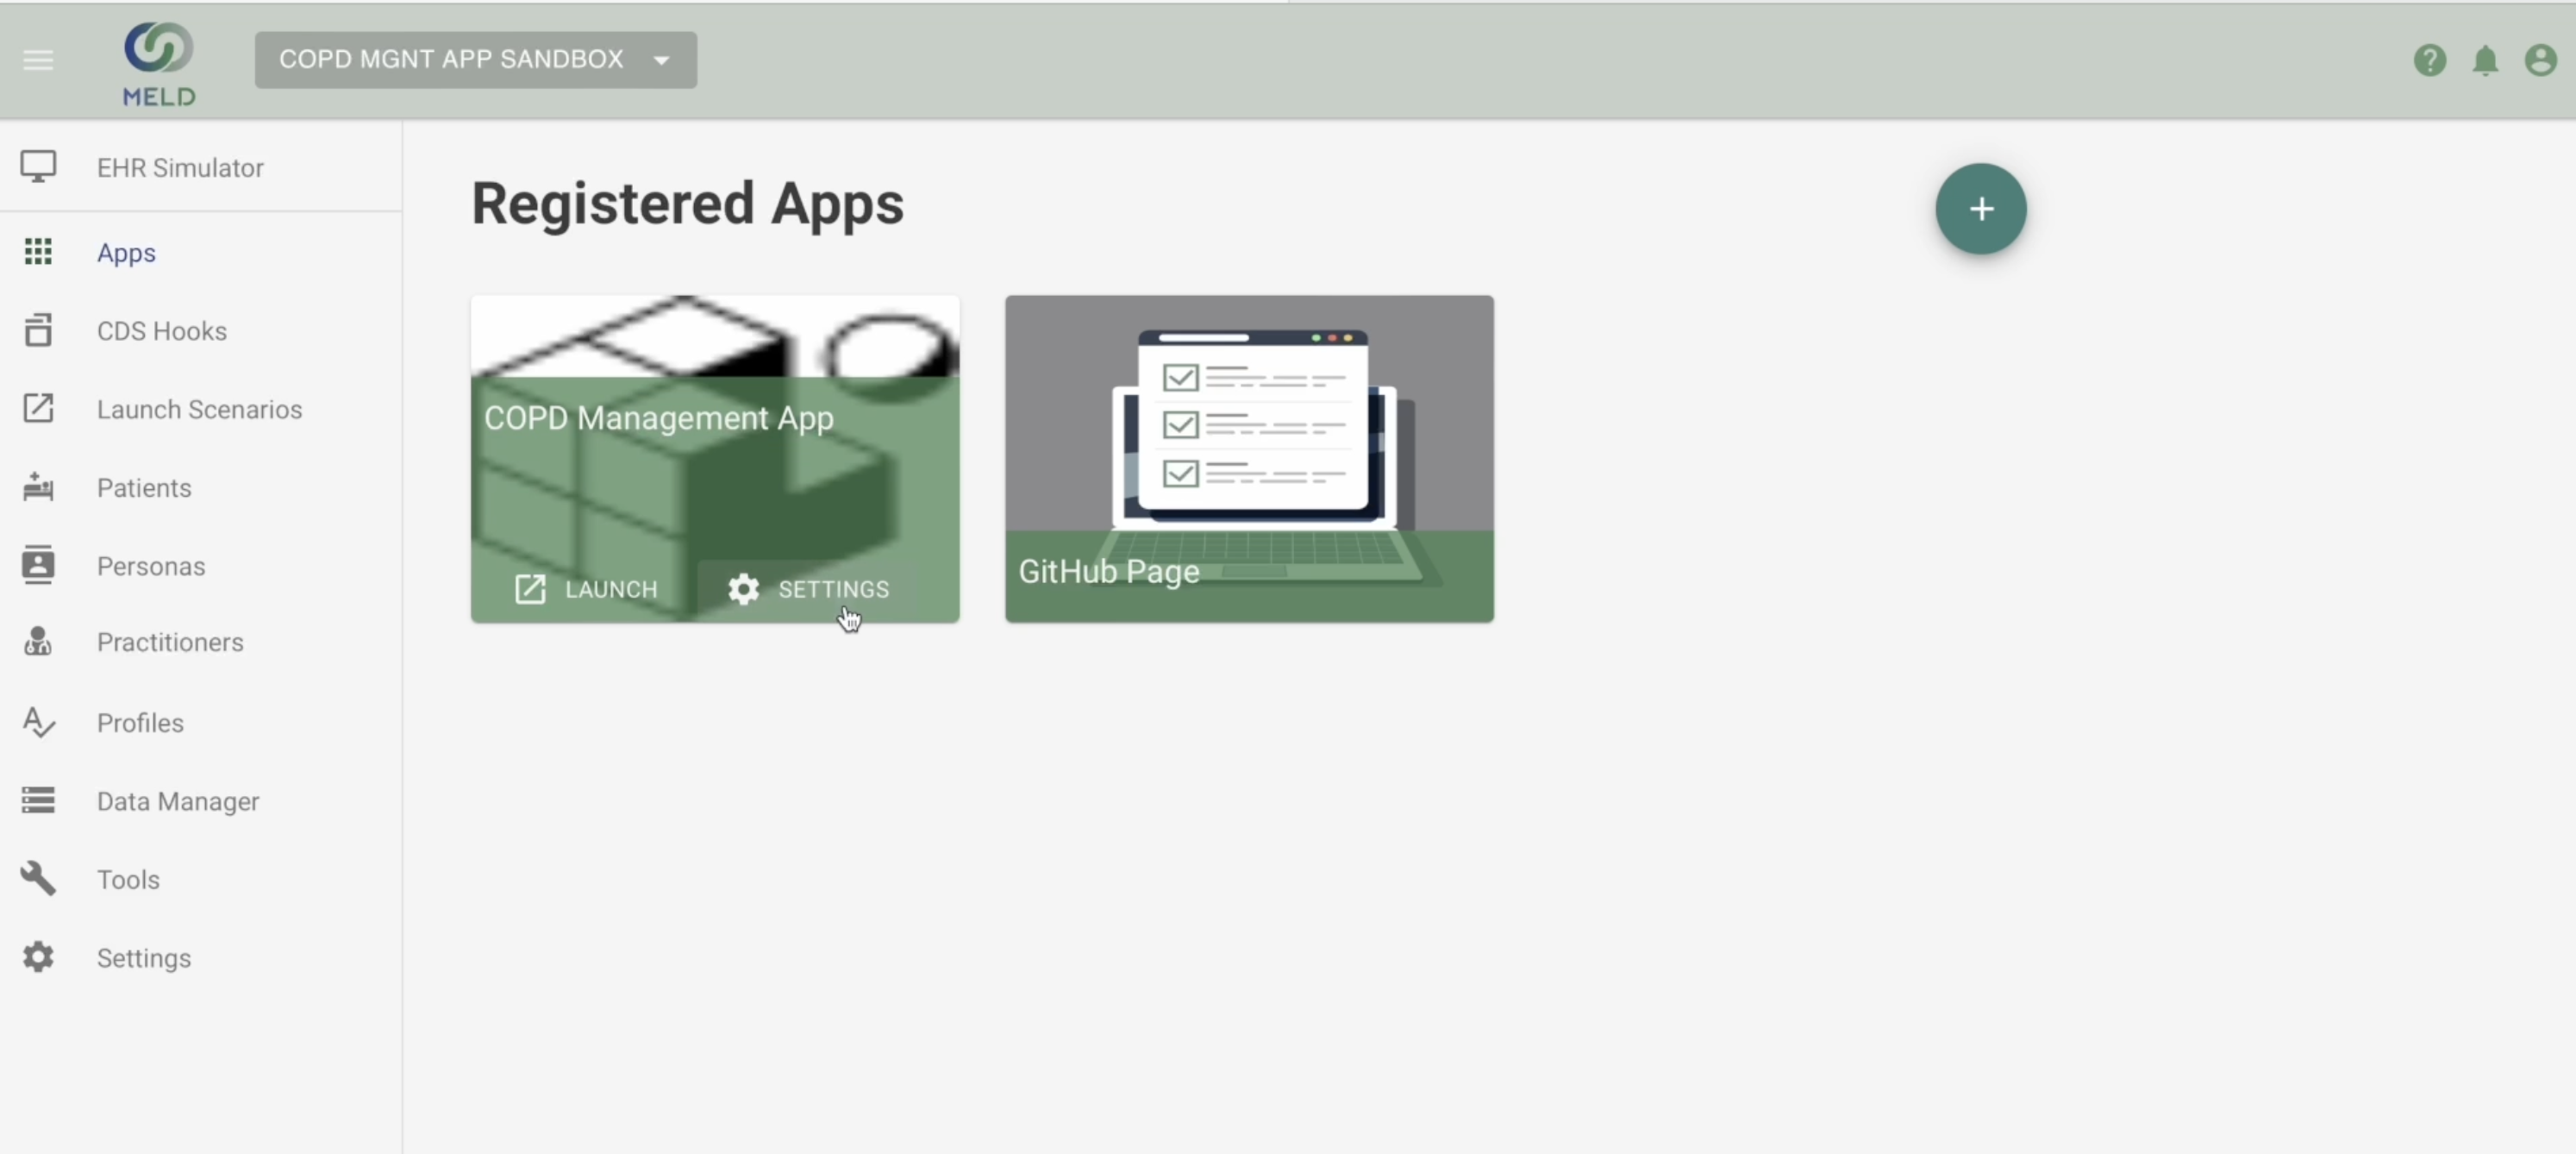 MELD
COPD MGNT APP SANDBOX
EHR Simulator
Apps
CDS Hooks
Launch Scenarios
Patients
Personas
Practitioners
Profiles
Data Manager
Tools
Settings
Registered Apps
COPD Management App
LAUNCH SETTINGS
GitHub Page